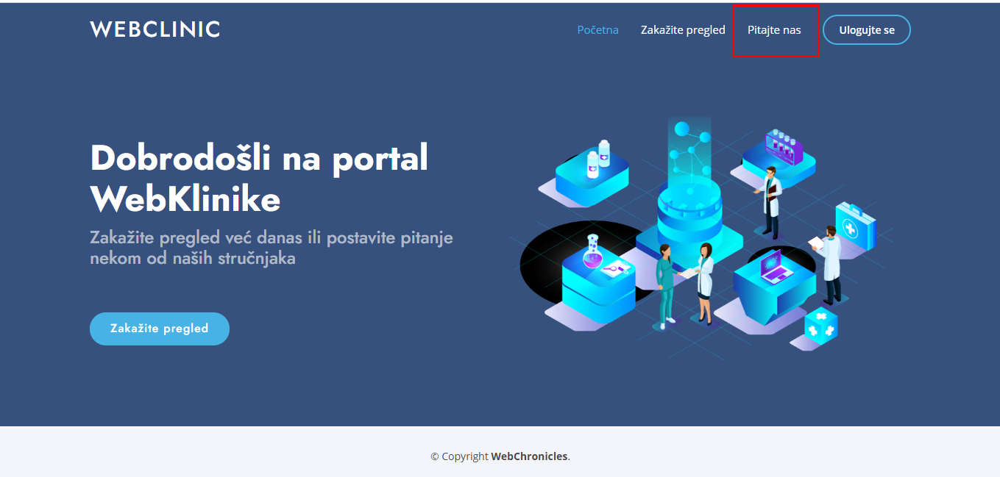 WEBCLINIC
Početna Zakažite pregled Pitajte nas Ulogujte se
Dobrodošli na portal
WebKlinike
Zakažite pregled već danas ili postavite pitanje
nekom od naših stručnjaka
Zakažite pregled
© Copyright WebChronicles.